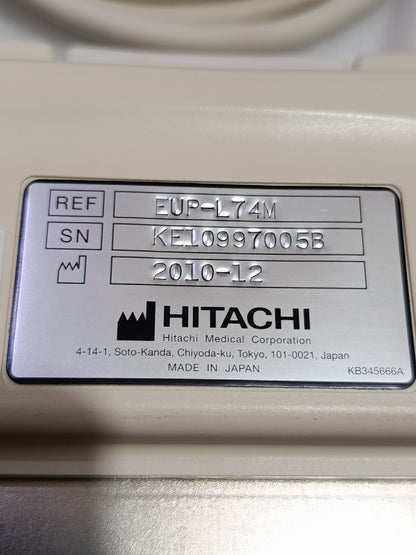 REF EUP-L74M
SN KE10997005B
2010-12
HITACHI
Hitachi Medical Corporation
4-14-1, Soto-Kanda, Chiyoda-ku, Tokyo, 101-0021, Japan
MADE IN JAPAN KB345666A